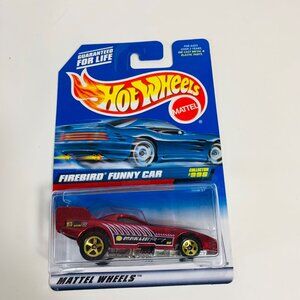 GUARANTEED
FOR LIFE
HOT WHEELS
MATTEL
FIREBIRD FUNNY CAR
COLLECTOR
MATTEL WHEELS